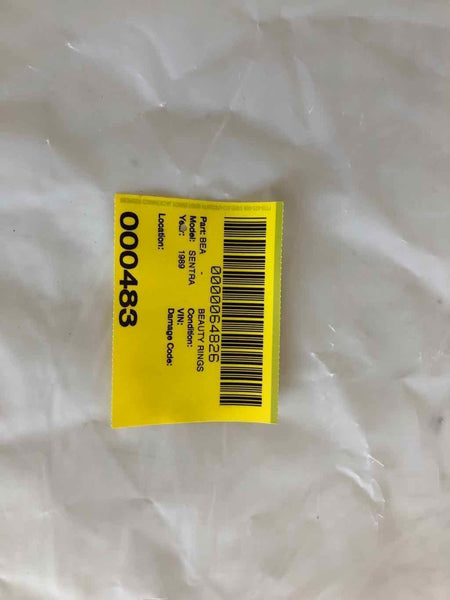 0000064826
Part: BEA - BEAUTY RINGS
Model: SENTRA Condition:
Year: 1989 VIN:
Damage Code:
Location:
000483